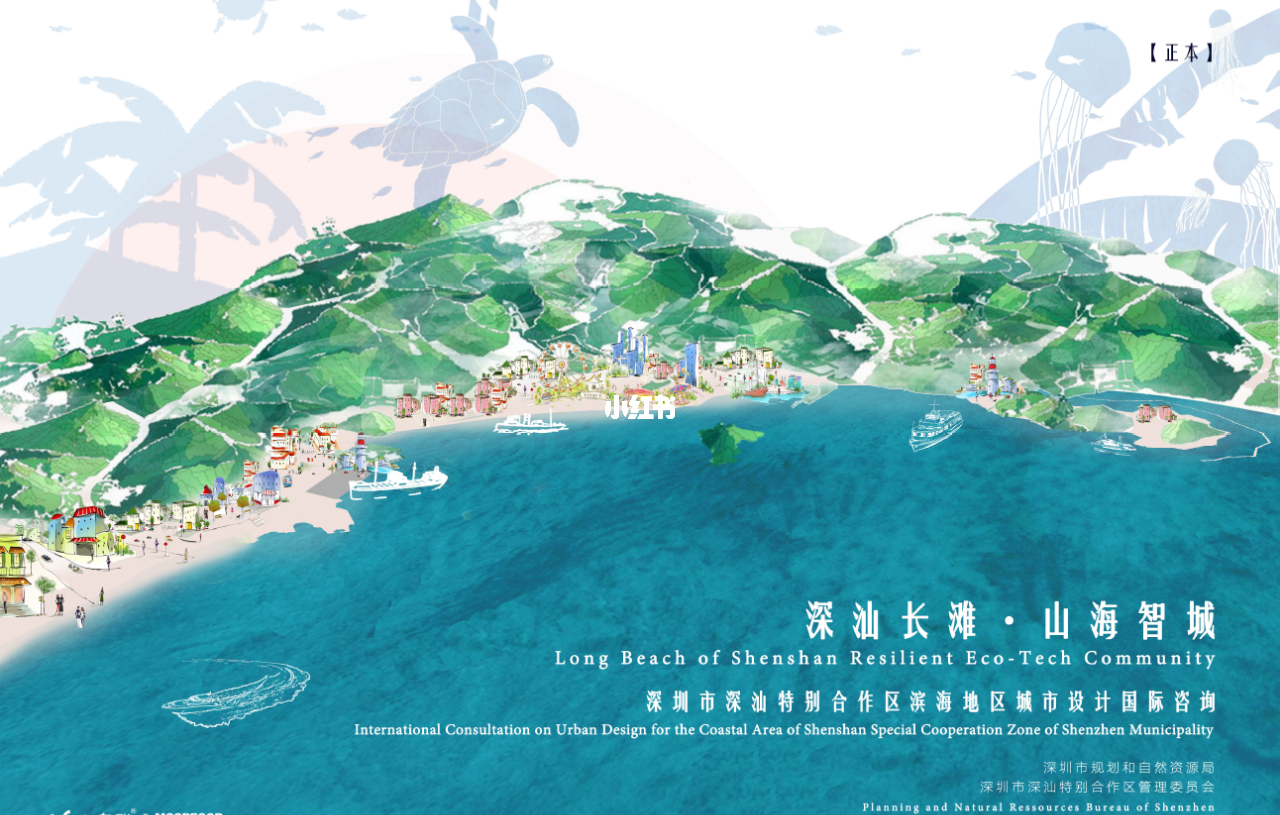 【正本】
小红书
深汕长滩·山海智城
Long Beach of Shenshan Resilient Eco-Tech Community
深圳市深汕特别合作区滨海地区城市设计国际咨询
International Consultation on Urban Design for the Coastal Area of Shenshan Special Cooperation Zone of Shenzhen Municipality
深圳市规划和自然资源局
深圳市深汕特别合作区管理委员会
Planning and Natural Ressources Bureau of Shenzhen